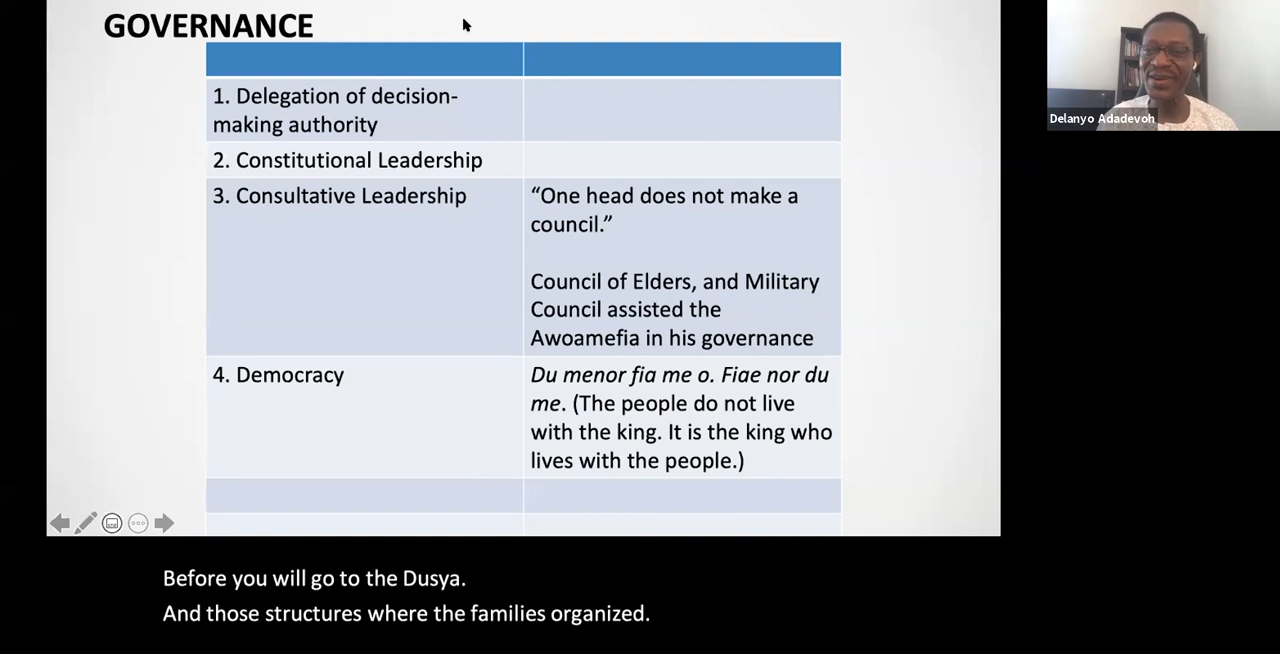 GOVERNANCE
1. Delegation of decision-
making authority
2. Constitutional Leadership
3. Consultative Leadership
“One head does not make a
council.”
Council of Elders, and Military
Council assisted the
Awoamefia in his governance
4. Democracy
Du menor fia me o. Fiae nor du
me. (The people do not live
with the king. It is the king who
lives with the people.)
Delanyo Adadevoh
Before you will go to the Dusya.
And those structures where the families organized.